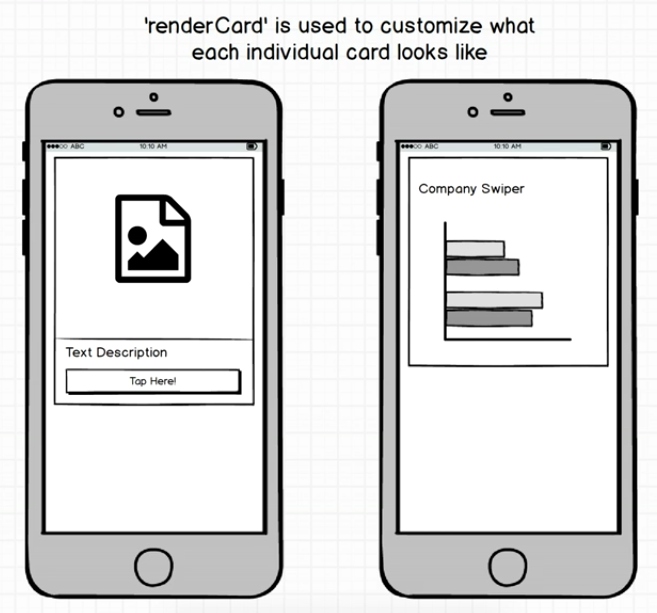 'renderCard' is used to customize what
each individual card looks like
●●●○○ ABC 10:10 AM
Text Description
Tap Here!
●●●○○ ABC 10:10 AM
Company Swiper